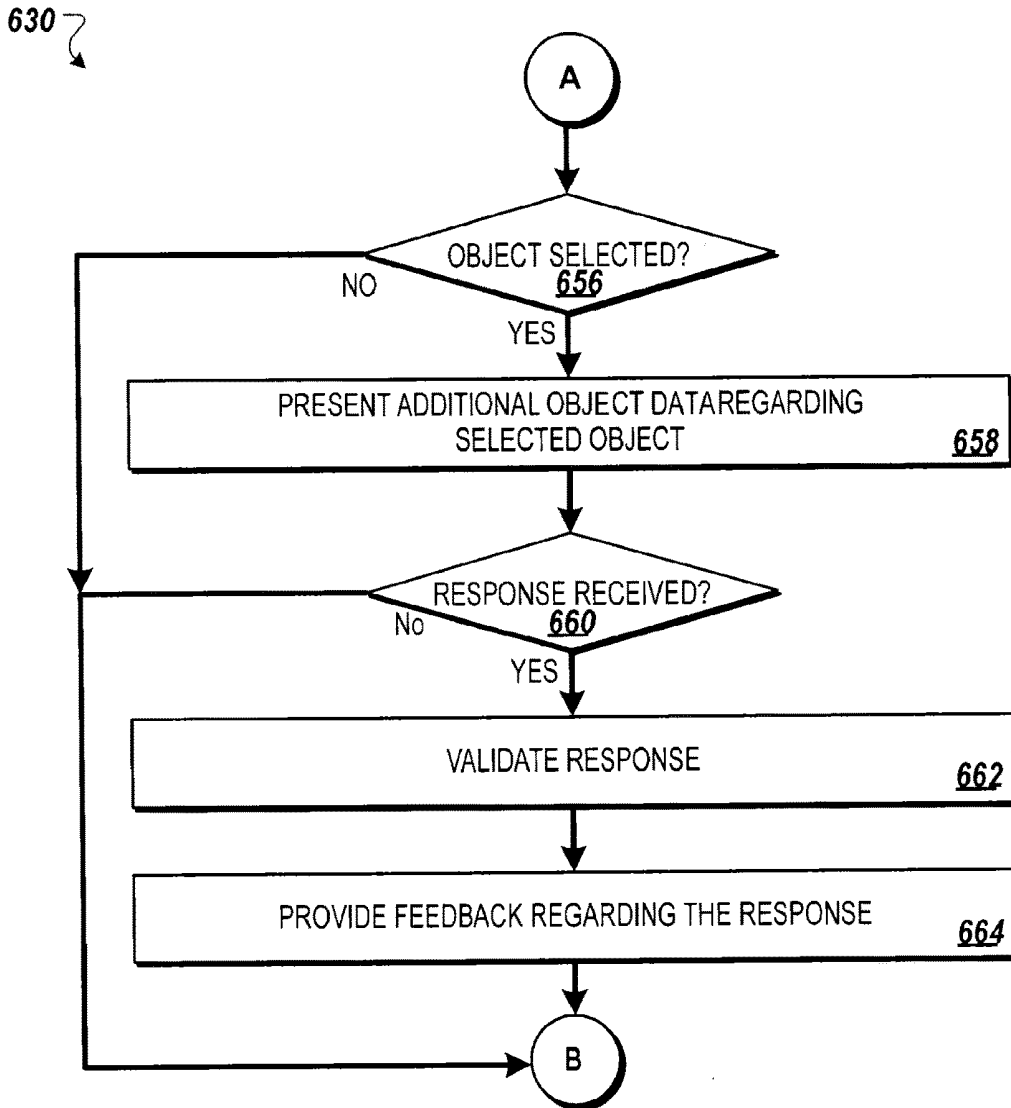 630
A
OBJECT SELECTED?
656
NO
YES
PRESENT ADDITIONAL OBJECT DATAREGARDING
SELECTED OBJECT
658
RESPONSE RECEIVED?
660
No
YES
VALIDATE RESPONSE
662
PROVIDE FEEDBACK REGARDING THE RESPONSE
664
B